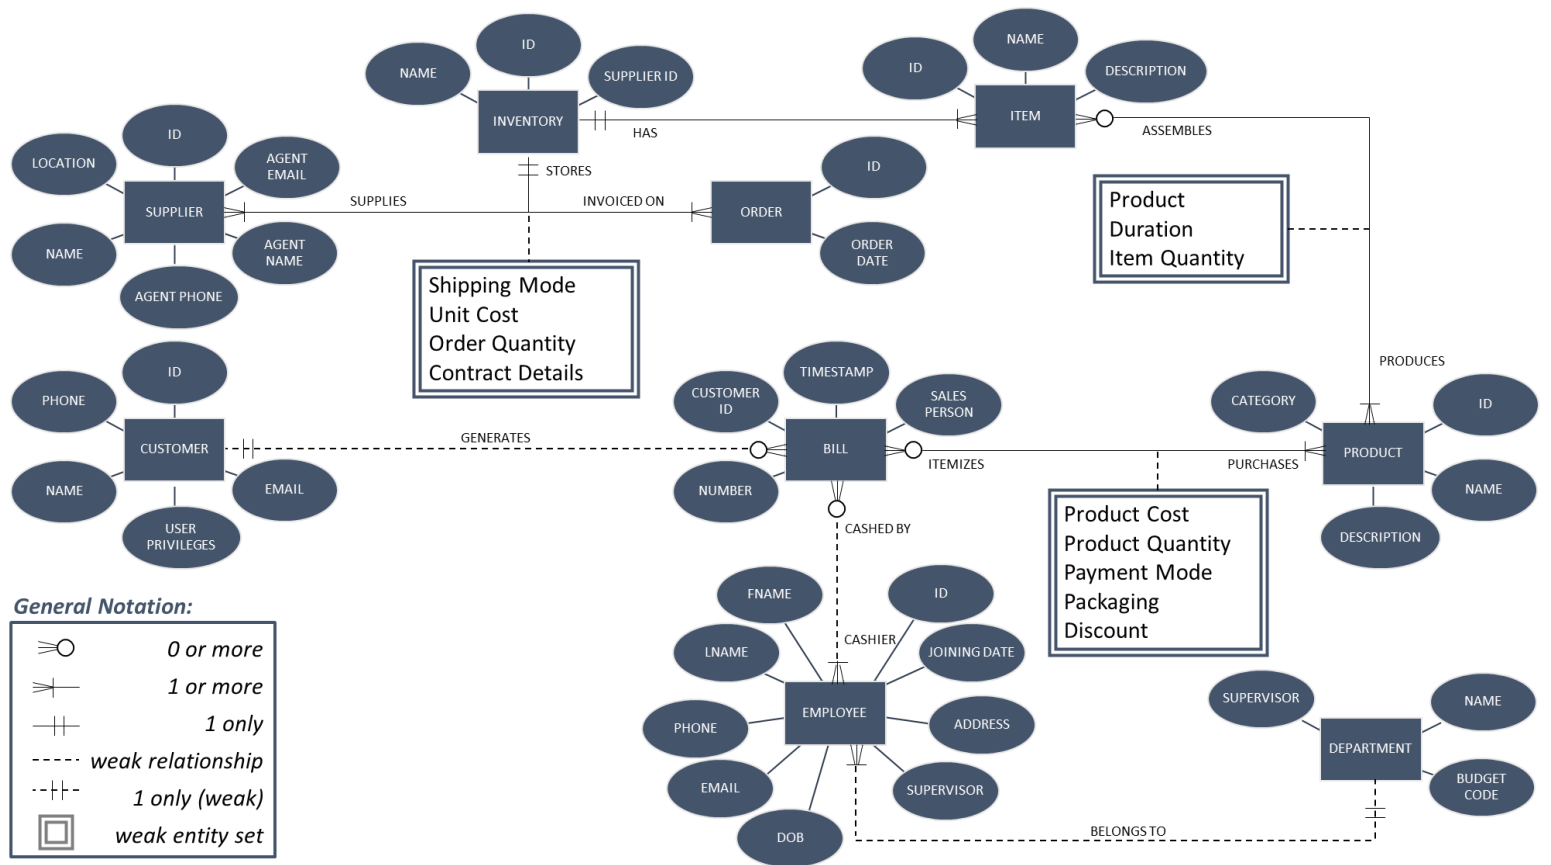 ID
NAME
SUPPLIER ID
INVENTORY
HAS
STORES
ID
NAME
DESCRIPTION
ITEM
ASSEMBLES
LOCATION
ID
AGENT
EMAIL
SUPPLIER
NAME
AGENT
NAME
AGENT PHONE
SUPPLIES
INVOICED ON
ORDER
ID
ORDER
DATE
Shipping Mode
Unit Cost
Order Quantity
Contract Details
Product
Duration
Item Quantity
PRODUCES
PHONE
ID
CUSTOMER
NAME
USER
PRIVILEGES
EMAIL
GENERATES
CUSTOMER
ID
TIMESTAMP
SALES
PERSON
BILL
NUMBER
ITEMIZES
PURCHASES
CATEGORY
ID
PRODUCT
NAME
DESCRIPTION
CASHED BY
Product Cost
Product Quantity
Payment Mode
Packaging
Discount
CASHIER
FNAME
ID
LNAME
JOINING DATE
PHONE
EMPLOYEE
ADDRESS
EMAIL
SUPERVISOR
DOB
BELONGS TO
SUPERVISOR
NAME
DEPARTMENT
BUDGET
CODE
General Notation:
0 or more
1 or more
1 only
weak relationship
1 only (weak)
weak entity set